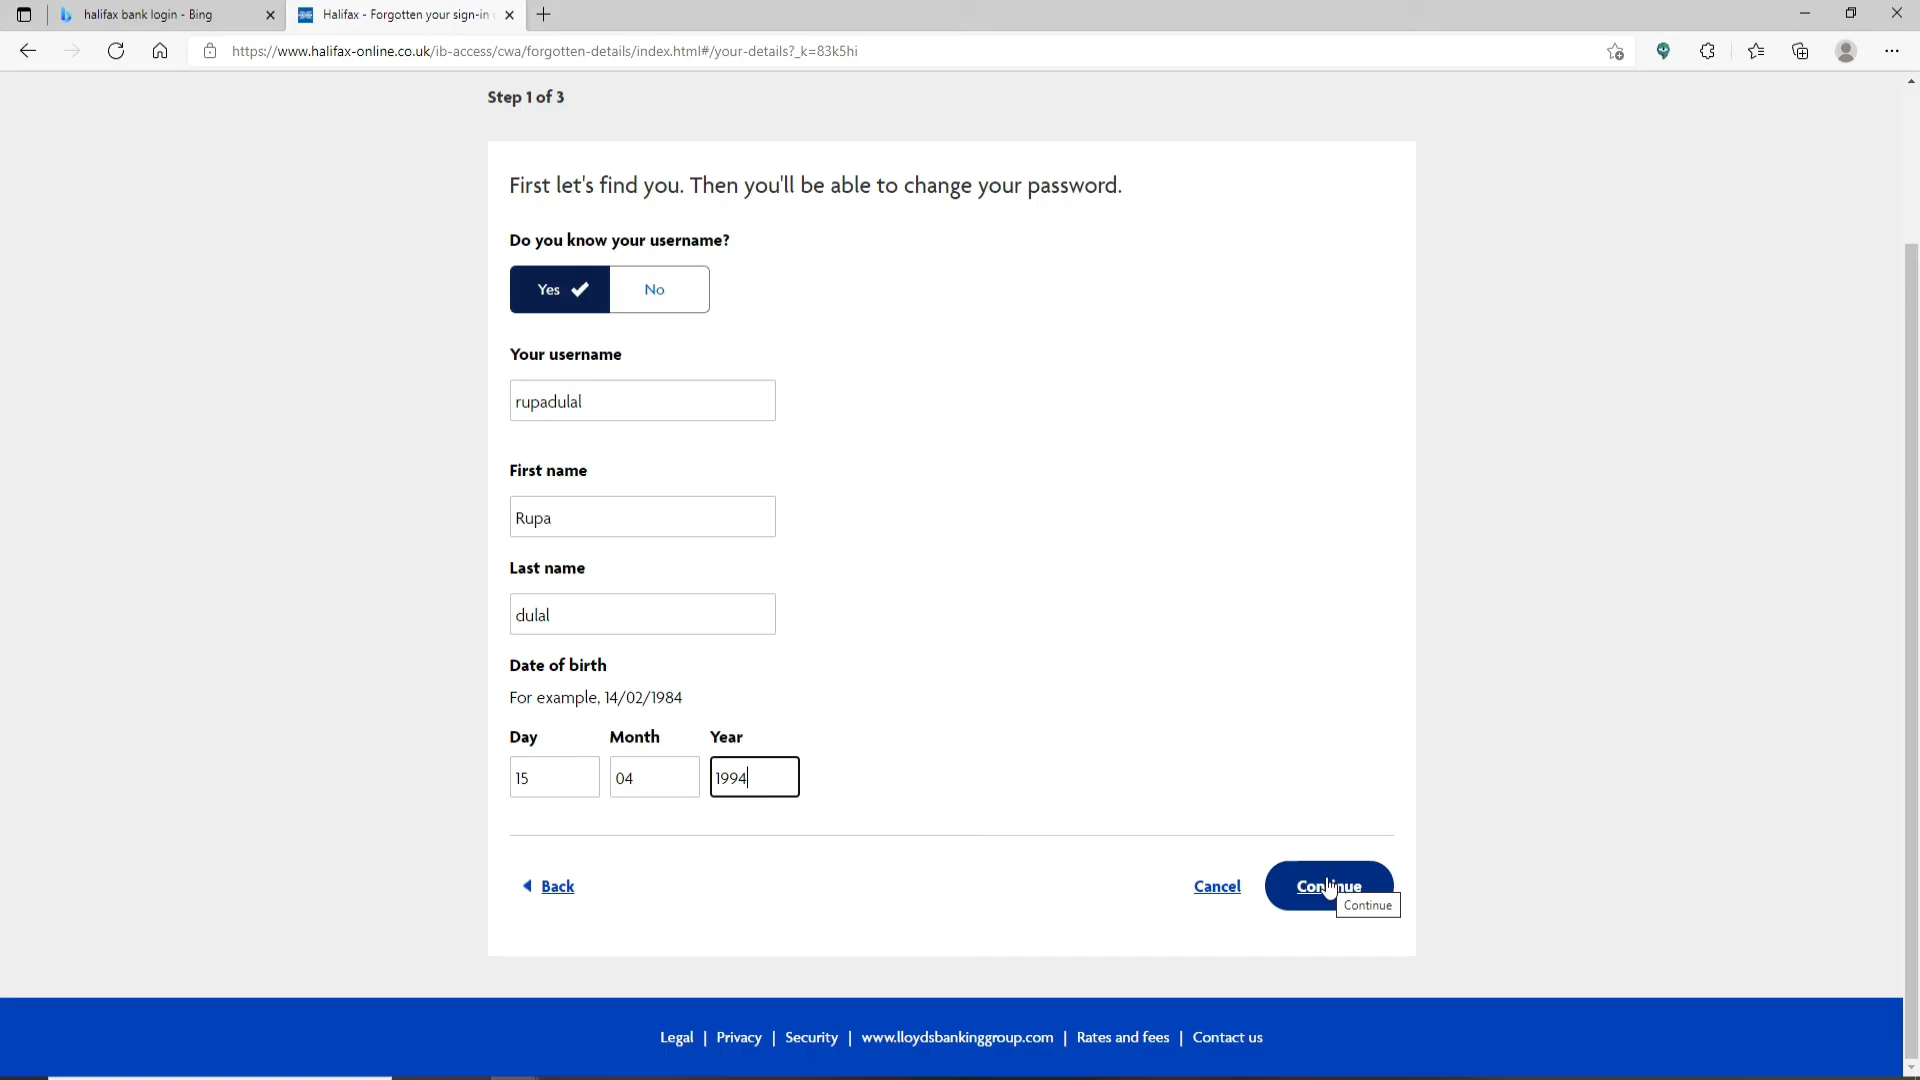 halifax bank login - Bing
Halifax - Forgotten your sign-in
https://www.halifax-online.co.uk/ib-access/cwa/forgotten-details/index.html#/your-details?_k=83k5hi
Step 1 of 3
First let's find you. Then you'll be able to change your password.
Do you know your username?
Yes No
Your username
rupadulal
First name
Rupa
Last name
dulal
Date of birth
For example, 14/02/1984
Day Month Year
15 04 1994
Back Cancel Continue
Continue
Legal | Privacy | Security | www.lloydsbankinggroup.com | Rates and fees | Contact us